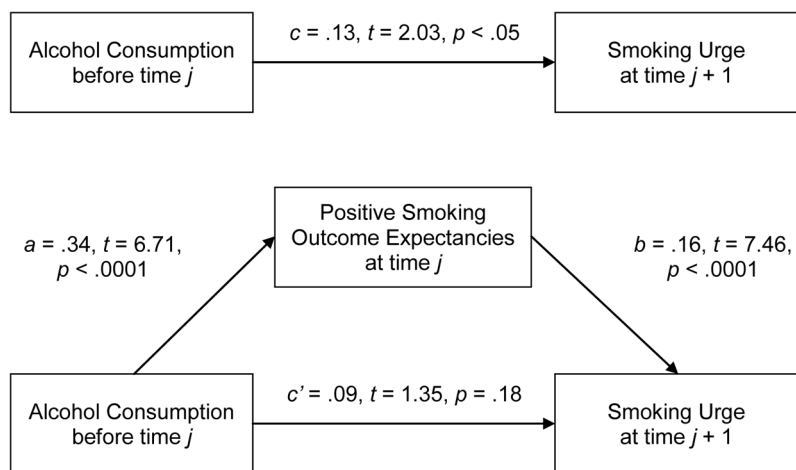 c = .13, t = 2.03, p < .05
Alcohol Consumption
before time j
Smoking Urge
at time j + 1
Positive Smoking
Outcome Expectancies
at time j
a = .34, t = 6.71,
p < .0001
b = .16, t = 7.46,
p < .0001
c’ = .09, t = 1.35, p = .18
Alcohol Consumption
before time j
Smoking Urge
at time j + 1